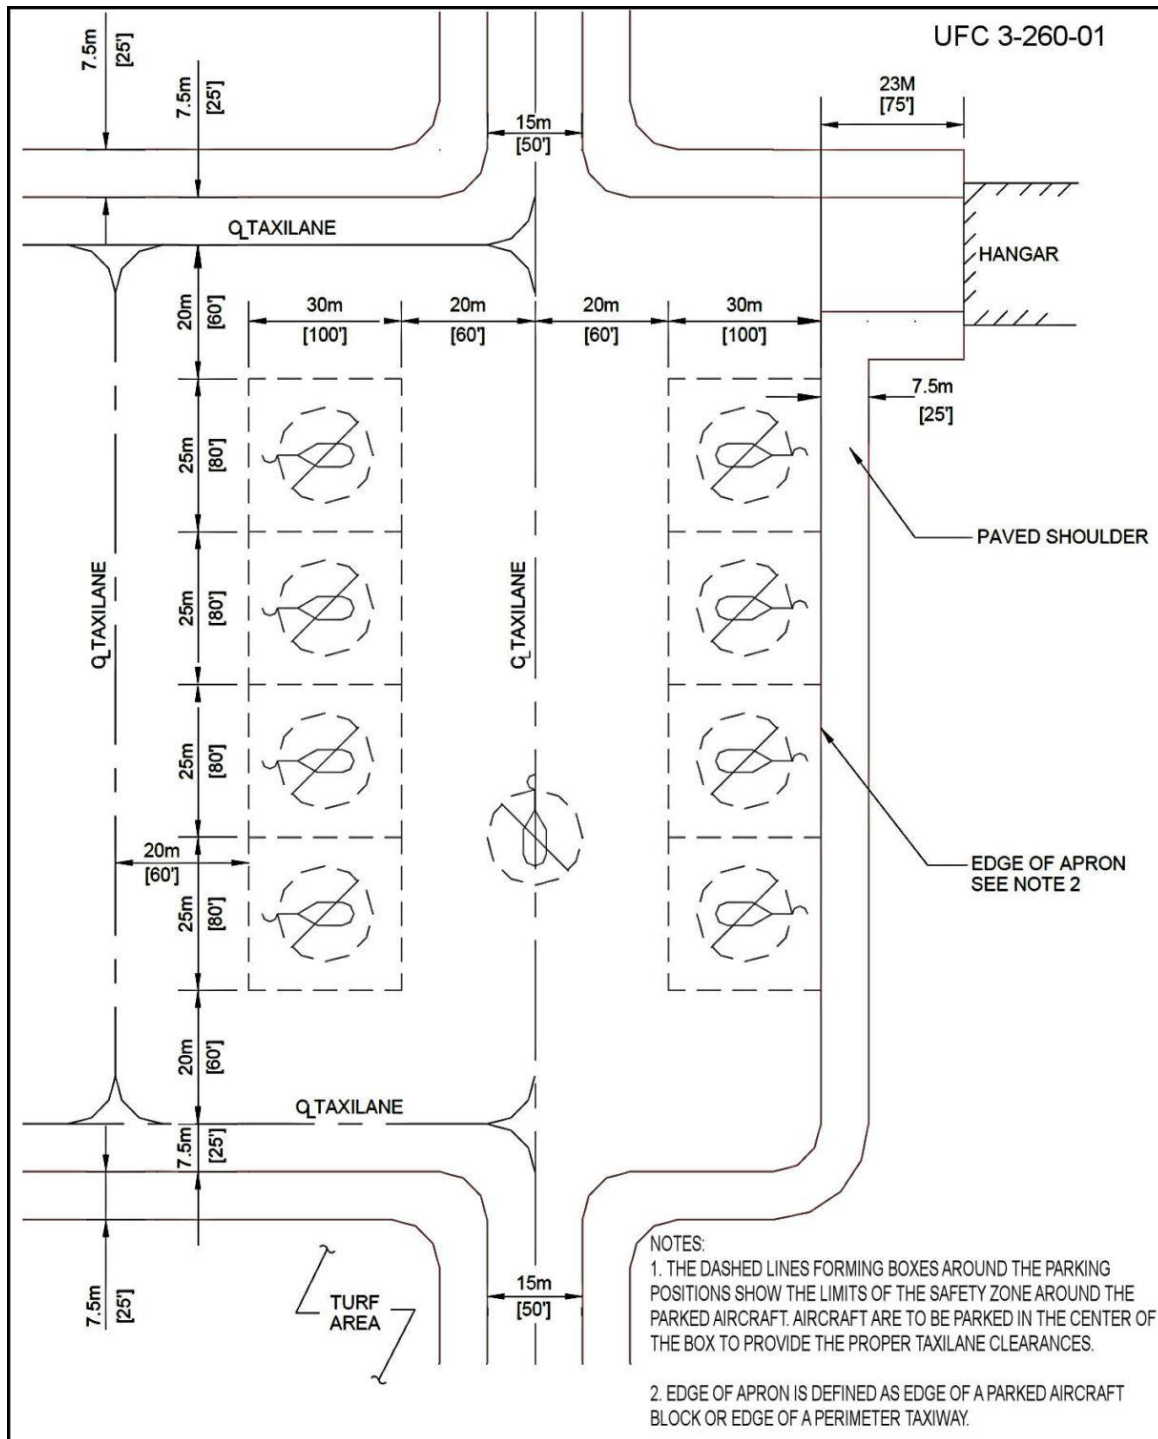 UFC 3-260-01
7.5m
[25']
7.5m
[25']
15m
[50']
23M
[75']
℄ TAXILANE
HANGAR
20m
[60']
30m
[100']
20m
[60']
20m
[60']
30m
[100']
7.5m
[25']
25m
[80']
PAVED SHOULDER
℄ TAXILANE
25m
[80']
℄ TAXILANE
25m
[80']
20m
[60']
25m
[80']
EDGE OF APRON
SEE NOTE 2
20m
[60']
℄ TAXILANE
7.5m
[25']
7.5m
[25']
TURF
AREA
15m
[50']
NOTES:
1. THE DASHED LINES FORMING BOXES AROUND THE PARKING
POSITIONS SHOW THE LIMITS OF THE SAFETY ZONE AROUND THE
PARKED AIRCRAFT. AIRCRAFT ARE TO BE PARKED IN THE CENTER OF
THE BOX TO PROVIDE THE PROPER TAXILANE CLEARANCES.
2. EDGE OF APRON IS DEFINED AS EDGE OF A PARKED AIRCRAFT
BLOCK OR EDGE OF A PERIMETER TAXIWAY.